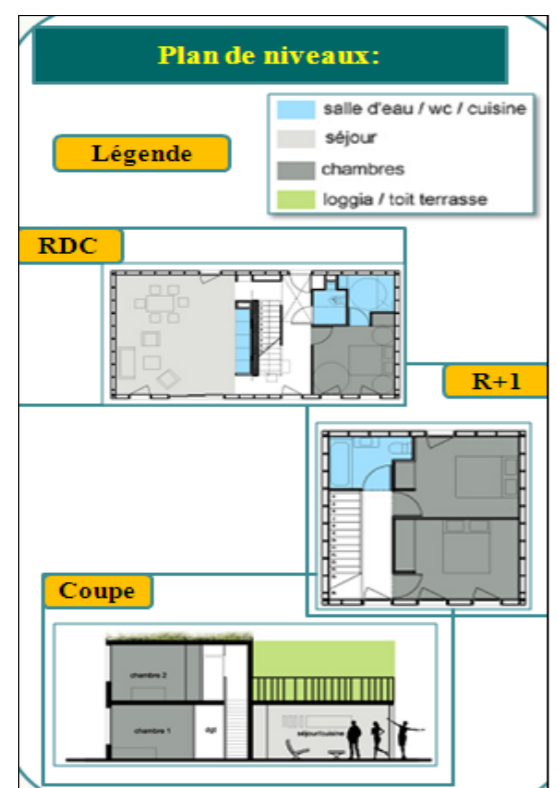 Plan de niveaux:
Légende
salle d'eau / wc / cuisine
séjour
chambres
loggia / toit terrasse
RDC
R+1
Coupe
chambre 2
chambre 1
dgt
séjour/cuisine